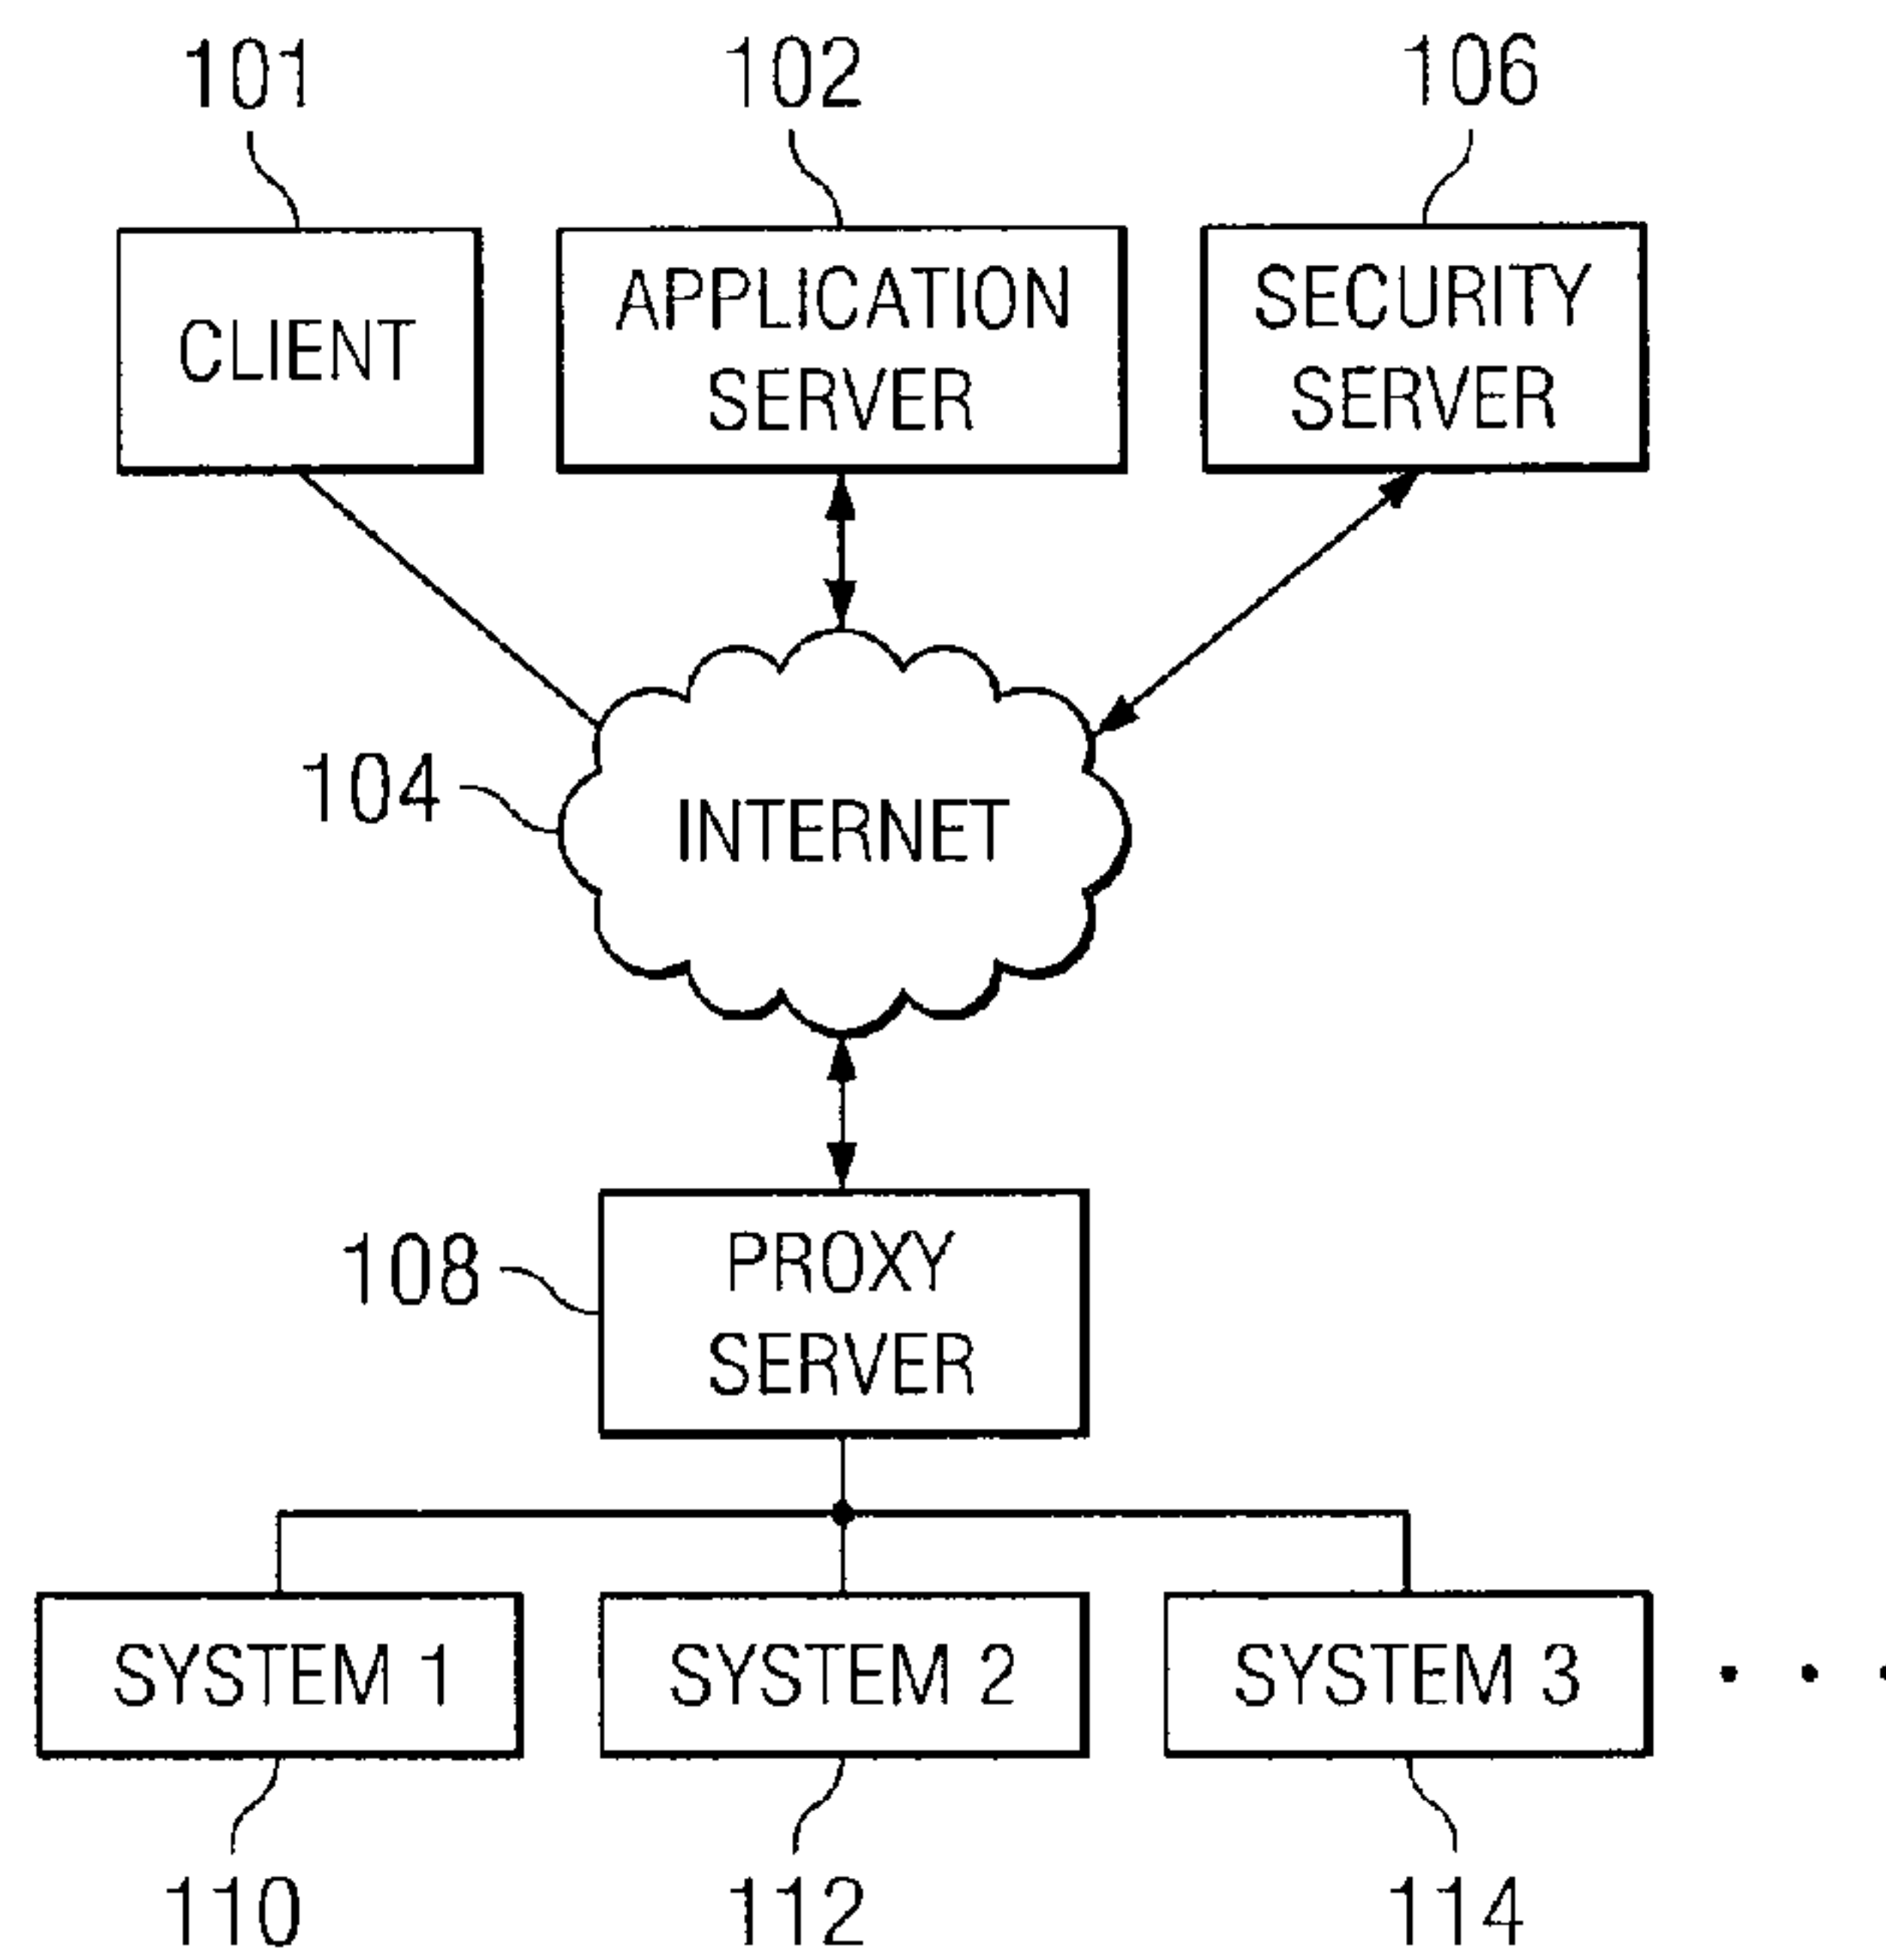 101
102
106
CLIENT
APPLICATION
SERVER
SECURITY
SERVER
104
INTERNET
108
PROXY
SERVER
SYSTEM 1
SYSTEM 2
SYSTEM 3
110
112
114